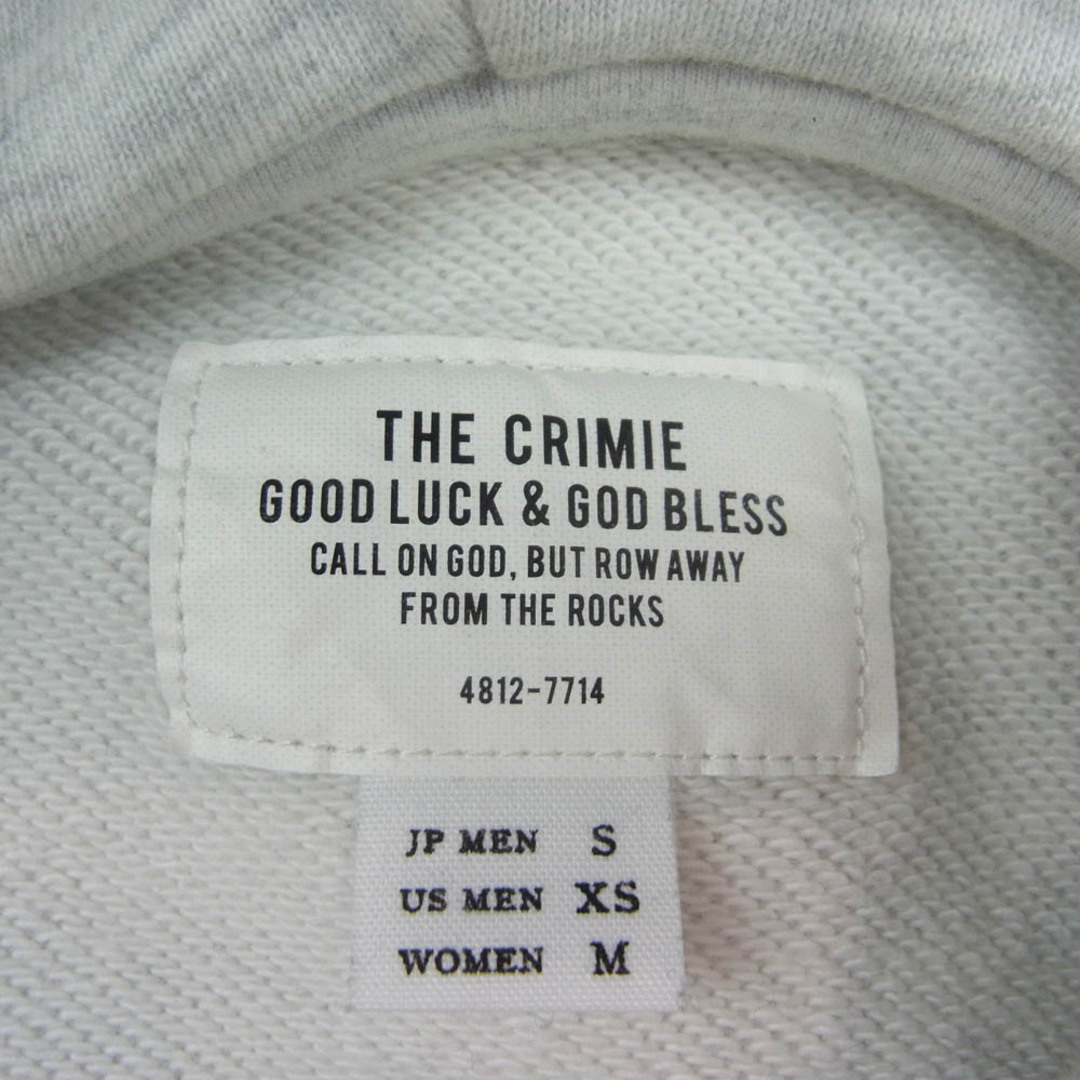 THE CRIMIE
GOOD LUCK & GOD BLESS
CALL ON GOD, BUT ROW AWAY
FROM THE ROCKS
4812-7714
JP MEN S
US MEN XS
WOMEN M